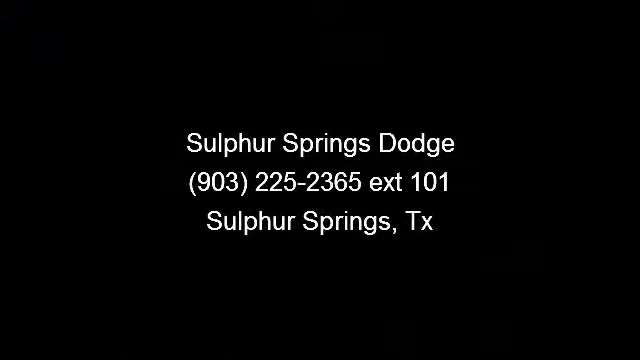 Sulphur Springs Dodge
(903) 225-2365 ext 101
Sulphur Springs, Tx